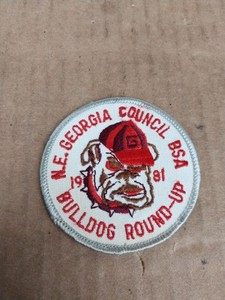 N.E. GEORGIA COUNCIL BSA
G
19 81
BULLDOG ROUND-UP